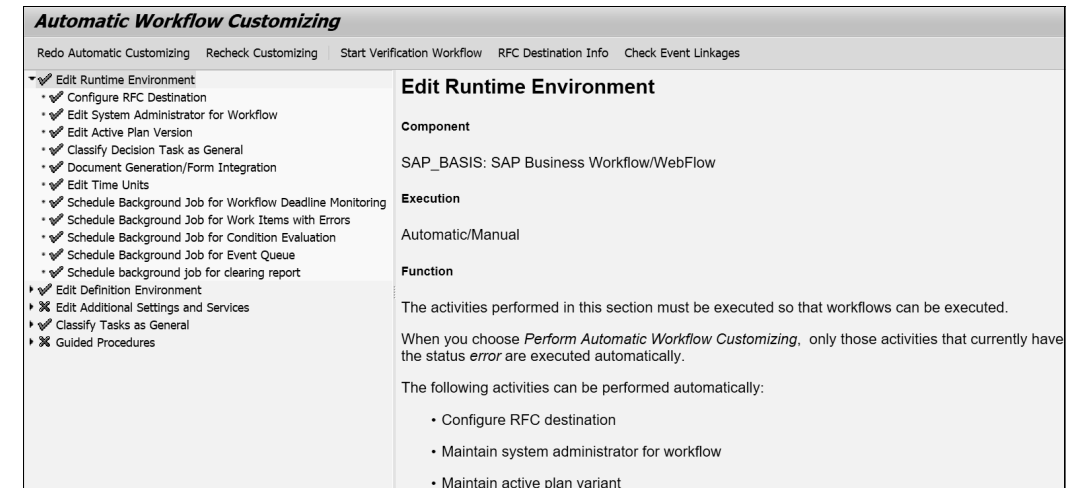 Automatic Workflow Customizing
Redo Automatic Customizing Recheck Customizing Start Verification Workflow RFC Destination Info Check Event Linkages
Edit Runtime Environment
Configure RFC Destination
Edit System Administrator for Workflow
Edit Active Plan Version
Classify Decision Task as General
Document Generation/Form Integration
Edit Time Units
Schedule Background Job for Workflow Deadline Monitoring
Schedule Background Job for Work Items with Errors
Schedule Background Job for Condition Evaluation
Schedule Background Job for Event Queue
Schedule background job for clearing report
Edit Definition Environment
Edit Additional Settings and Services
Classify Tasks as General
Guided Procedures
Edit Runtime Environment
Component
SAP_BASIS: SAP Business Workflow/WebFlow
Execution
Automatic/Manual
Function
The activities performed in this section must be executed so that workflows can be executed.
When you choose Perform Automatic Workflow Customizing, only those activities that currently have
the status error are executed automatically.
The following activities can be performed automatically:
• Configure RFC destination
• Maintain system administrator for workflow
• Maintain active plan variant